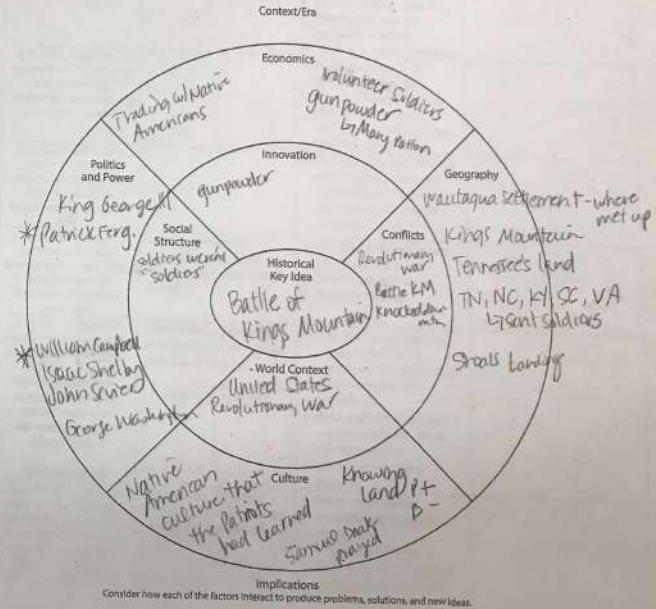 Context/Era
Economics
Trading w/ Native
Americans
Volunteer Soldiers
gunpowder
↳ Mary Patton
Innovation
gunpowder
Politics
and Power
King George III
*Patrick Ferg.
*William Campbell
Isaac Shelby
John Sevier
George Washington
Social
Structure
soldiers weren't
"soldiers"
Historical
Key Idea
Battle of
Kings Mountain
Conflicts
Revolutionary
war
Battle KM
Knocked down
mtn.
Geography
Wautaqua Settlement - where
met up
Kings Mountain
Tennessee's land
TN, NC, KY, SC, VA
↳ sent soldiers
Shoals Landing
World Context
United States
Revolutionary War
Culture
Native
American
culture that
the Patriots
had learned
Knowing
Land P+
B-
Samuel Doak
prayed
Implications
Consider how each of the factors interact to produce problems, solutions, and new ideas.